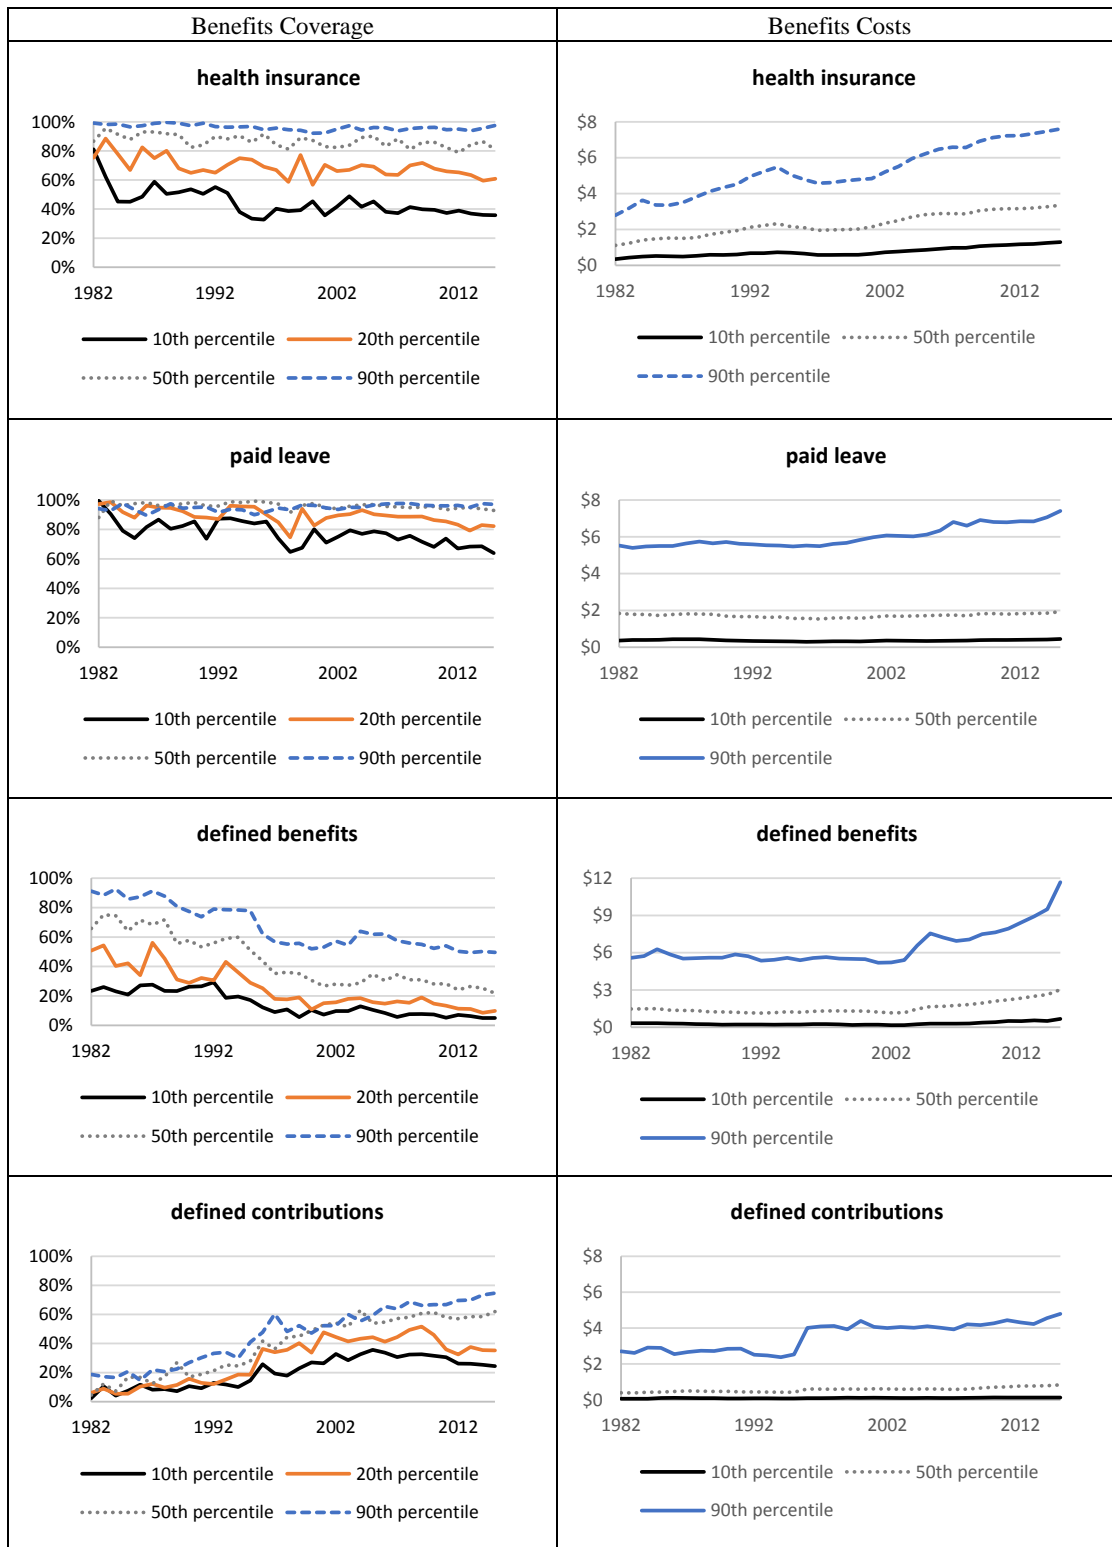 Benefits Coverage
Benefits Costs
health insurance
100%
80%
60%
40%
20%
0%
1982 1992 2002 2012
10th percentile 20th percentile
50th percentile 90th percentile
health insurance
$8
$6
$4
$2
$0
1982 1992 2002 2012
10th percentile 50th percentile
90th percentile
paid leave
100%
80%
60%
40%
20%
0%
1982 1992 2002 2012
10th percentile 20th percentile
50th percentile 90th percentile
paid leave
$8
$6
$4
$2
$0
1982 1992 2002 2012
10th percentile 50th percentile
90th percentile
defined benefits
100%
80%
60%
40%
20%
0%
1982 1992 2002 2012
10th percentile 20th percentile
50th percentile 90th percentile
defined benefits
$12
$9
$6
$3
$0
1982 1992 2002 2012
10th percentile 50th percentile
90th percentile
defined contributions
100%
80%
60%
40%
20%
0%
1982 1992 2002 2012
10th percentile 20th percentile
50th percentile 90th percentile
defined contributions
$8
$6
$4
$2
$0
1982 1992 2002 2012
10th percentile 50th percentile
90th percentile